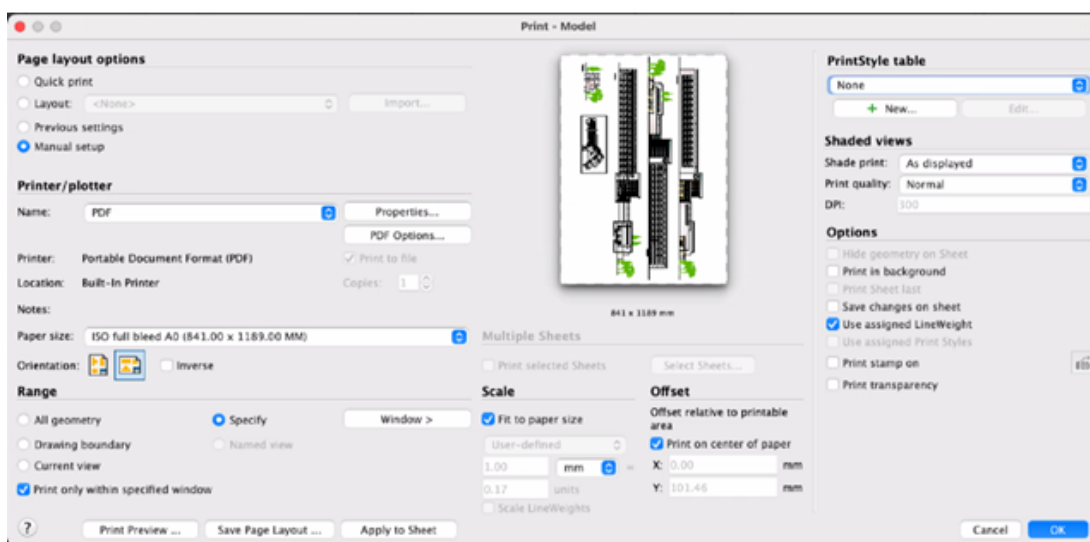 Print - Model
Page layout options
Quick print
Layout: <None> Import...
Previous settings
Manual setup
Printer/plotter
Name: PDF Properties...
PDF Options...
Printer: Portable Document Format (PDF) Print to file
Location: Built-In Printer Copies: 1
Notes:
Paper size: ISO full bleed A0 (841.00 x 1189.00 MM)
Orientation: Inverse
Range
All geometry Specify Window >
Drawing boundary Named view
Current view
Print only within specified window
? Print Preview ... Save Page Layout ... Apply to Sheet
841 x 1189 mm
Multiple Sheets
Print selected Sheets Select Sheets...
Scale
Fit to paper size
User-defined
1.00 mm =
0.17 units
Scale LineWeights
Offset
Offset relative to printable
area
Print on center of paper
X: 0.00 mm
Y: 101.46 mm
PrintStyle table
None
+ New... Edit...
Shaded views
Shade print: As displayed
Print quality: Normal
DPI: 300
Options
Hide geometry on Sheet
Print in background
Print Sheet last
Save changes on sheet
Use assigned LineWeight
Use assigned Print Styles
Print stamp on
Print transparency
Cancel OK